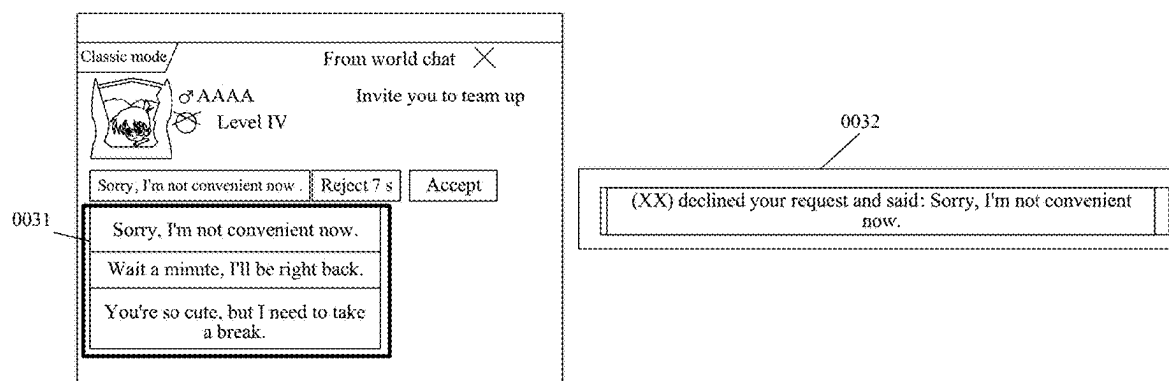 Classic mode
From world chat
♂AAAA
Invite you to team up
Level IV
0032
Sorry, I'm not convenient now .
Reject 7 s
Accept
0031
Sorry, I'm not convenient now.
Wait a minute, I'll be right back.
You're so cute, but I need to take
a break.
(XX) declined your request and said: Sorry, I'm not convenient
now.